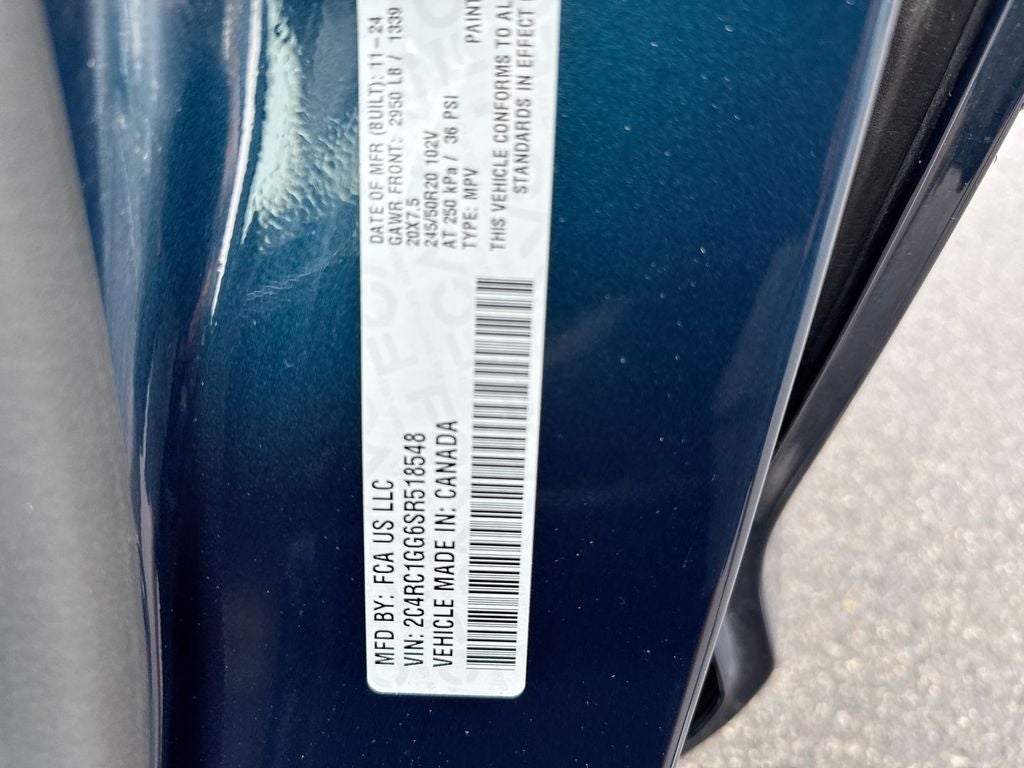 MFD BY: FCA US LLC
VIN: 2C4RC1GG6SR518548
VEHICLE MADE IN: CANADA
DATE OF MFR (BUILT): 11-24
GAWR FRONT: 2950 LB / 1339
20X7.5
245/50R20 102V
AT 250 kPa / 36 PSI
TYPE: MPV PAINT
THIS VEHICLE CONFORMS TO AL
STANDARDS IN EFFECT